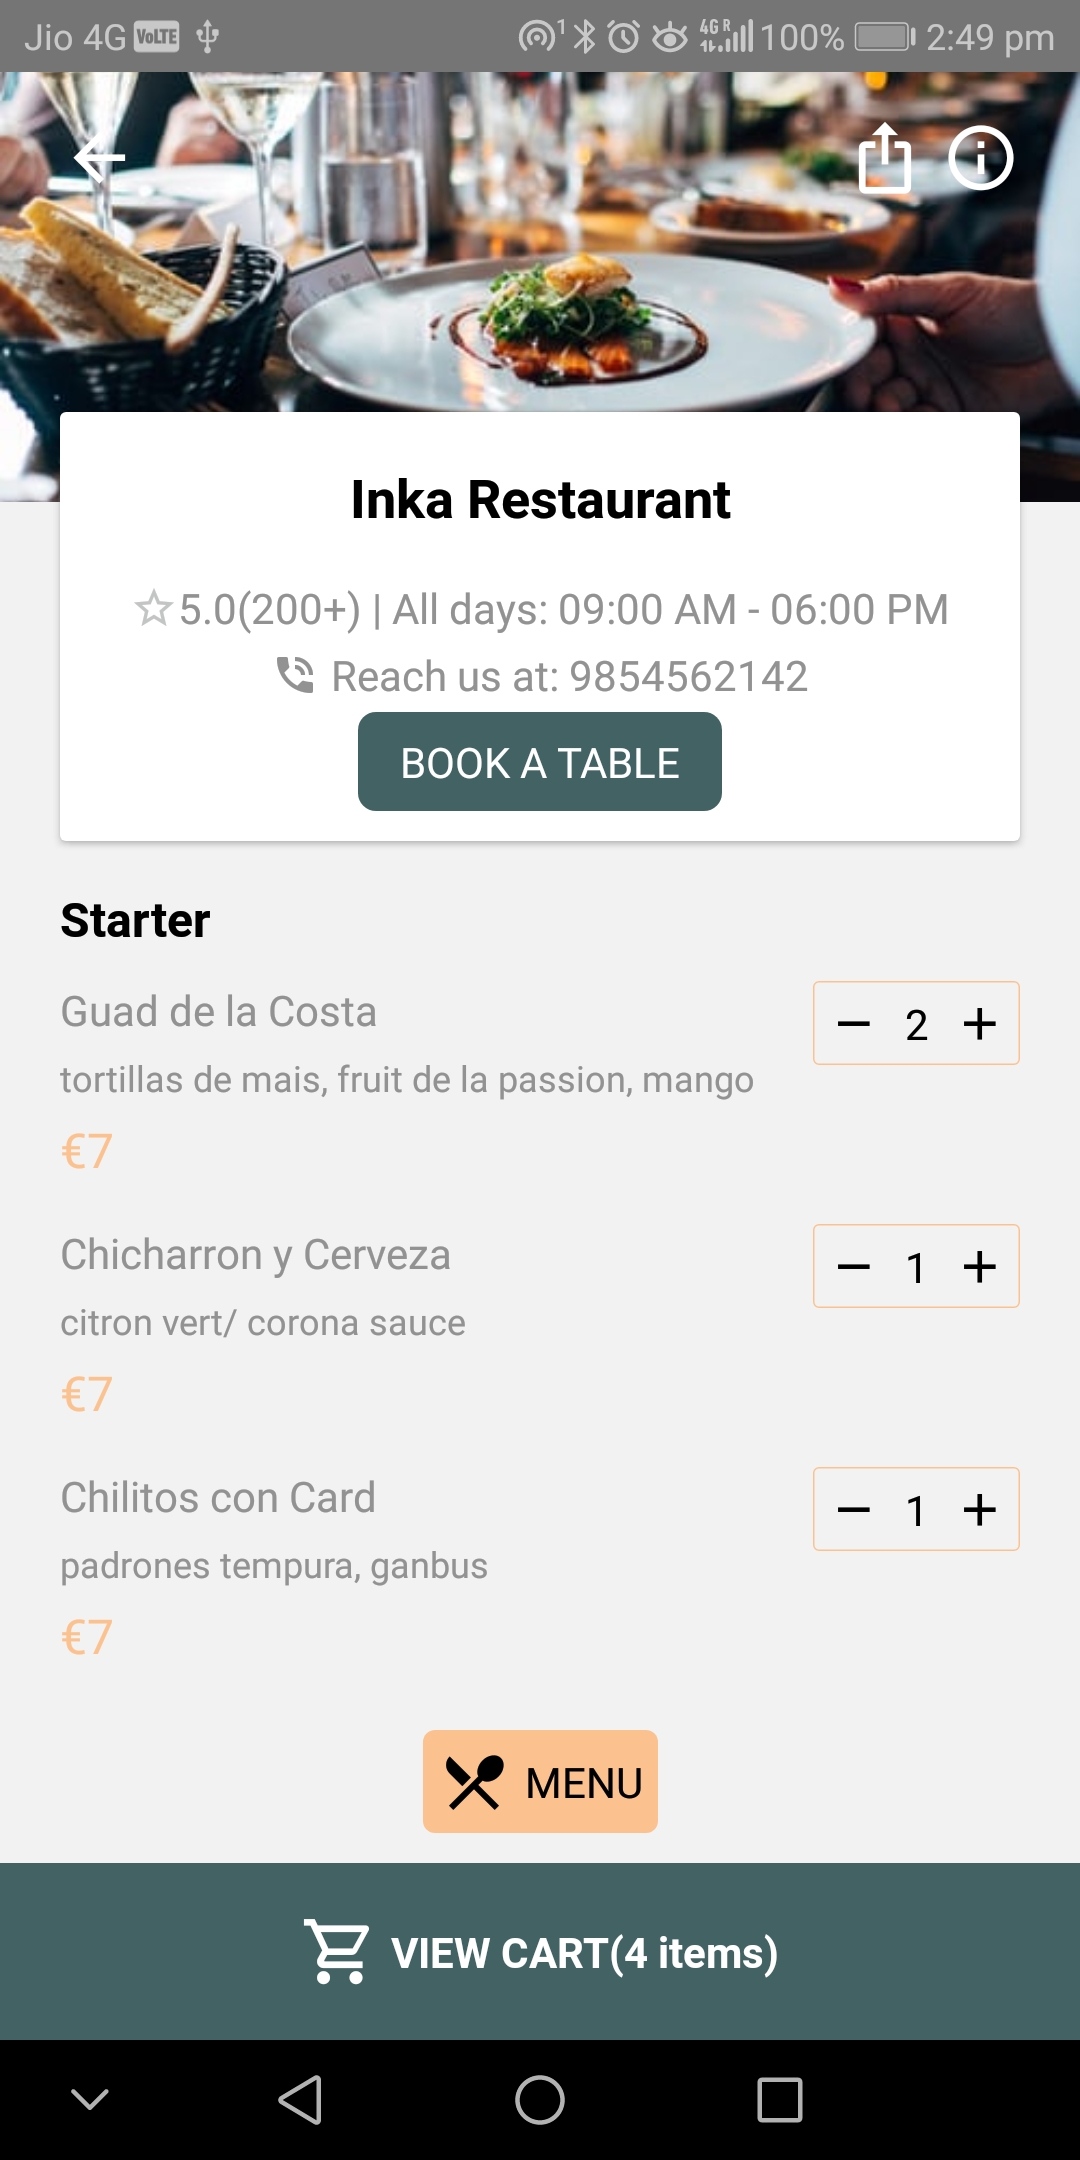 Jio 4G VoLTE 1 4G R 100% 2:49 pm
Inka Restaurant
5.0(200+) | All days: 09:00 AM - 06:00 PM
Reach us at: 9854562142
BOOK A TABLE
Starter
Guad de la Costa
2
tortillas de mais, fruit de la passion, mango
€7
Chicharron y Cerveza
1
citron vert/ corona sauce
€7
Chilitos con Card
1
padrones tempura, ganbus
€7
MENU
VIEW CART(4 items)